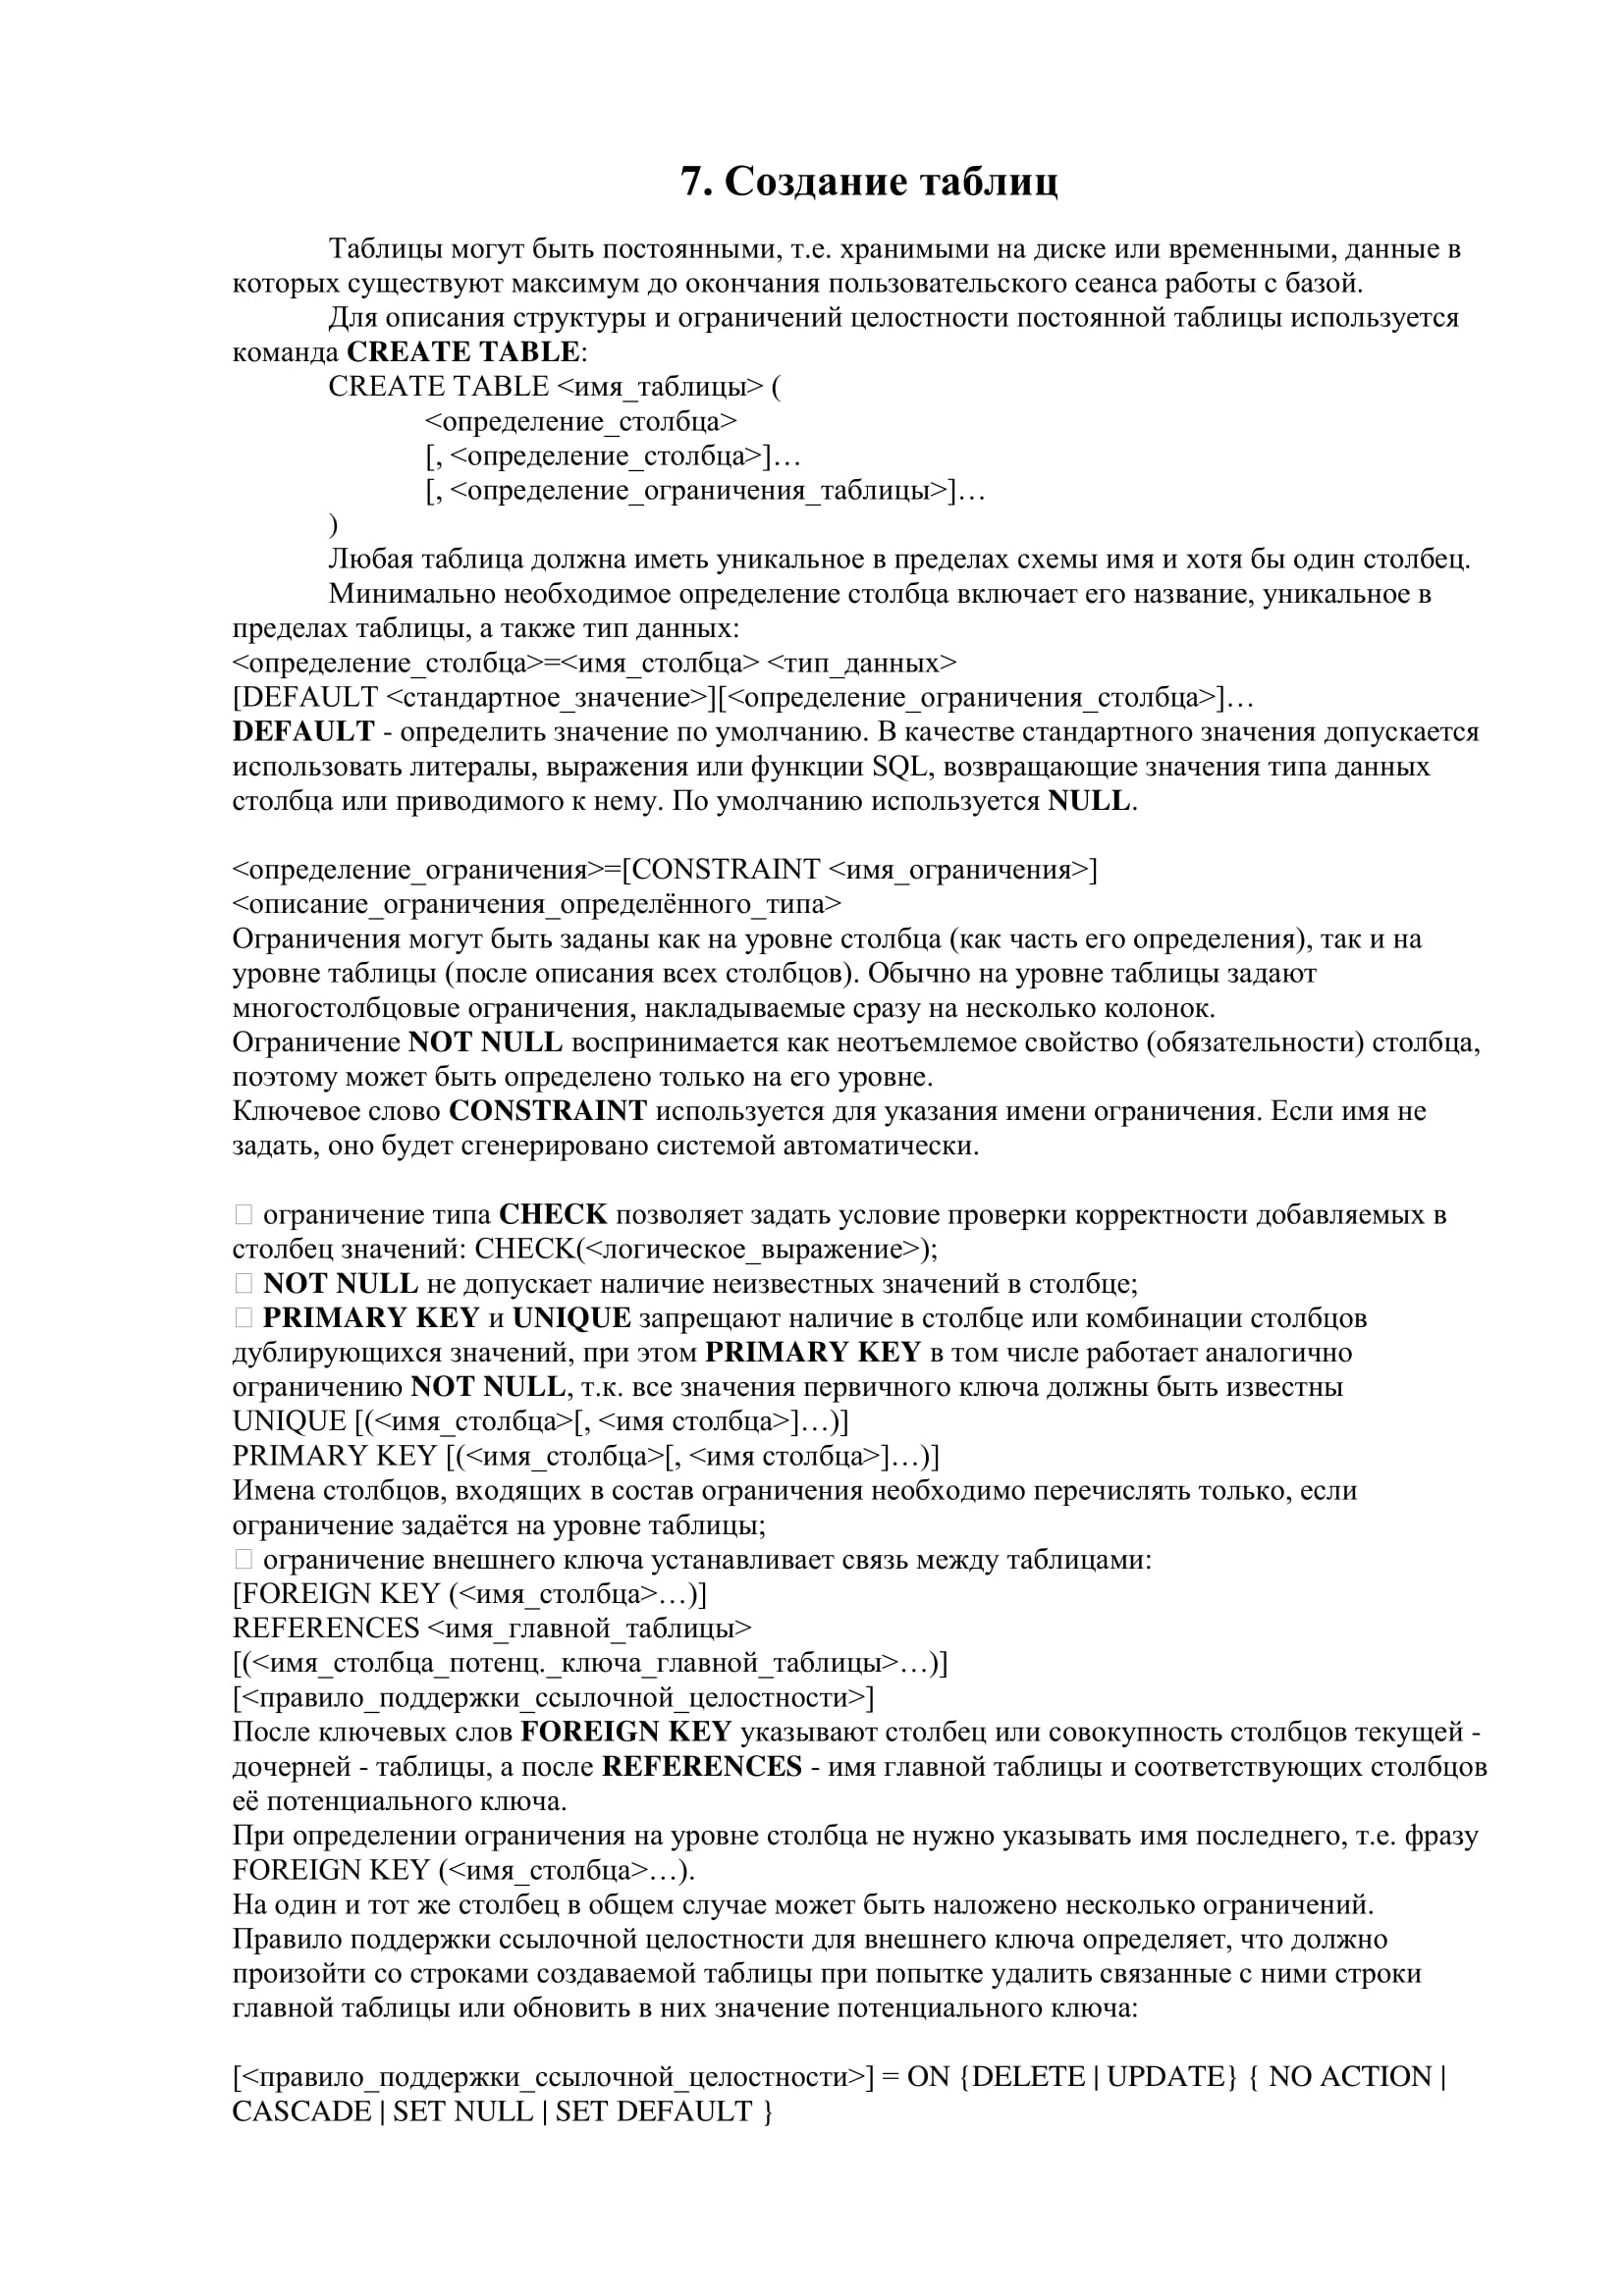 7. Создание таблиц
Таблицы могут быть постоянными, т.е. хранимыми на диске или временными, данные в
которых существуют максимум до окончания пользовательского сеанса работы с базой.
Для описания структуры и ограничений целостности постоянной таблицы используется
команда CREATE TABLE:
CREATE TABLE <имя_таблицы> (
<определение_столбца>
[, <определение_столбца>]…
[, <определение_ограничения_таблицы>]…
)
Любая таблица должна иметь уникальное в пределах схемы имя и хотя бы один столбец.
Минимально необходимое определение столбца включает его название, уникальное в
пределах таблицы, а также тип данных:
<определение_столбца>=<имя_столбца> <тип_данных>
[DEFAULT <стандартное_значение>][<определение_ограничения_столбца>]…
DEFAULT - определить значение по умолчанию. В качестве стандартного значения допускается
использовать литералы, выражения или функции SQL, возвращающие значения типа данных
столбца или приводимого к нему. По умолчанию используется NULL.
<определение_ограничения>=[CONSTRAINT <имя_ограничения>]
<описание_ограничения_определённого_типа>
Ограничения могут быть заданы как на уровне столбца (как часть его определения), так и на
уровне таблицы (после описания всех столбцов). Обычно на уровне таблицы задают
многостолбцовые ограничения, накладываемые сразу на несколько колонок.
Ограничение NOT NULL воспринимается как неотъемлемое свойство (обязательности) столбца,
поэтому может быть определено только на его уровне.
Ключевое слово CONSTRAINT используется для указания имени ограничения. Если имя не
задать, оно будет сгенерировано системой автоматически.
ограничение типа CHECK позволяет задать условие проверки корректности добавляемых в
столбец значений: CHECK(<логическое_выражение>);
NOT NULL не допускает наличие неизвестных значений в столбце;
PRIMARY KEY и UNIQUE запрещают наличие в столбце или комбинации столбцов
дублирующихся значений, при этом PRIMARY KEY в том числе работает аналогично
ограничению NOT NULL, т.к. все значения первичного ключа должны быть известны
UNIQUE [(<имя_столбца>[, <имя столбца>]…)]
PRIMARY KEY [(<имя_столбца>[, <имя столбца>]…)]
Имена столбцов, входящих в состав ограничения необходимо перечислять только, если
ограничение задаётся на уровне таблицы;
ограничение внешнего ключа устанавливает связь между таблицами:
[FOREIGN KEY (<имя_столбца>…)]
REFERENCES <имя_главной_таблицы>
[(<имя_столбца_потенц._ключа_главной_таблицы>…)]
[<правило_поддержки_ссылочной_целостности>]
После ключевых слов FOREIGN KEY указывают столбец или совокупность столбцов текущей -
дочерней - таблицы, а после REFERENCES - имя главной таблицы и соответствующих столбцов
её потенциального ключа.
При определении ограничения на уровне столбца не нужно указывать имя последнего, т.е. фразу
FOREIGN KEY (<имя_столбца>…).
На один и тот же столбец в общем случае может быть наложено несколько ограничений.
Правило поддержки ссылочной целостности для внешнего ключа определяет, что должно
произойти со строками создаваемой таблицы при попытке удалить связанные с ними строки
главной таблицы или обновить в них значение потенциального ключа:
[<правило_поддержки_ссылочной_целостности>] = ON {DELETE | UPDATE} { NO ACTION |
CASCADE | SET NULL | SET DEFAULT }